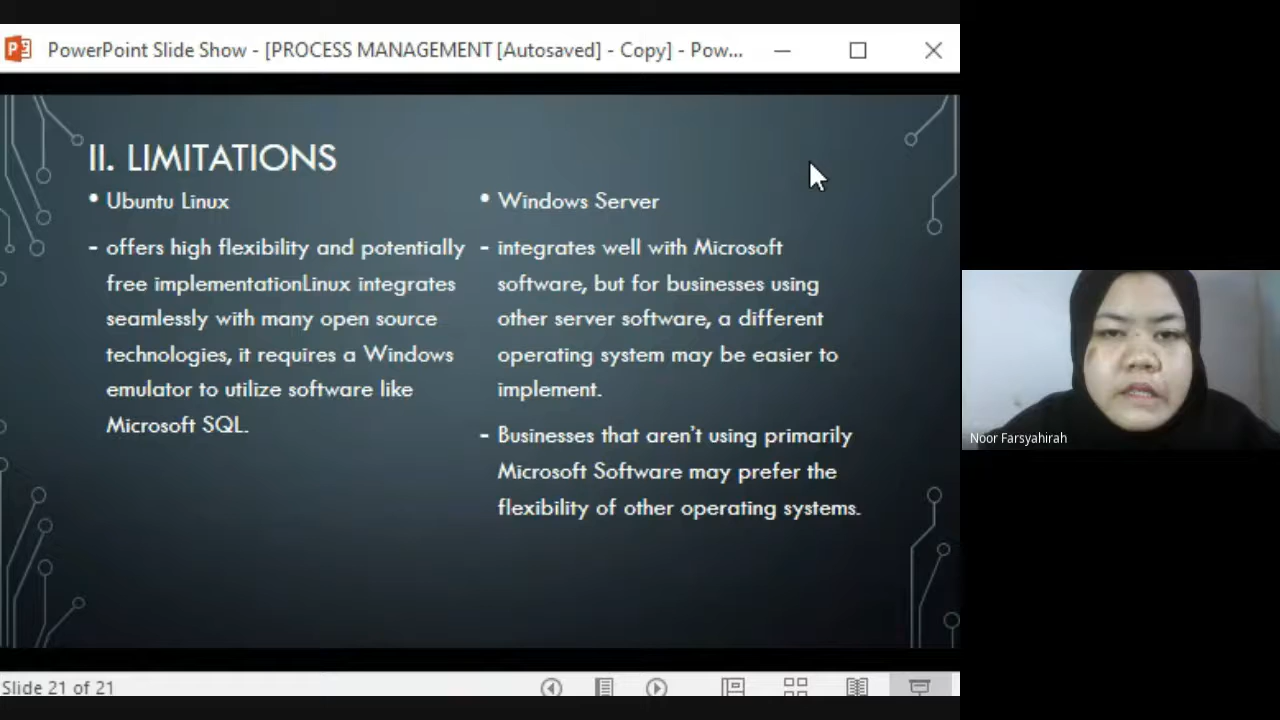 PowerPoint Slide Show - [PROCESS MANAGEMENT [Autosaved] - Copy] - Pow...
II. LIMITATIONS
• Ubuntu Linux
- offers high flexibility and potentially
free implementationLinux integrates
seamlessly with many open source
technologies, it requires a Windows
emulator to utilize software like
Microsoft SQL.
• Windows Server
- integrates well with Microsoft
software, but for businesses using
other server software, a different
operating system may be easier to
implement.
- Businesses that aren't using primarily
Microsoft Software may prefer the
flexibility of other operating systems.
Noor Farsyahirah
Slide 21 of 21